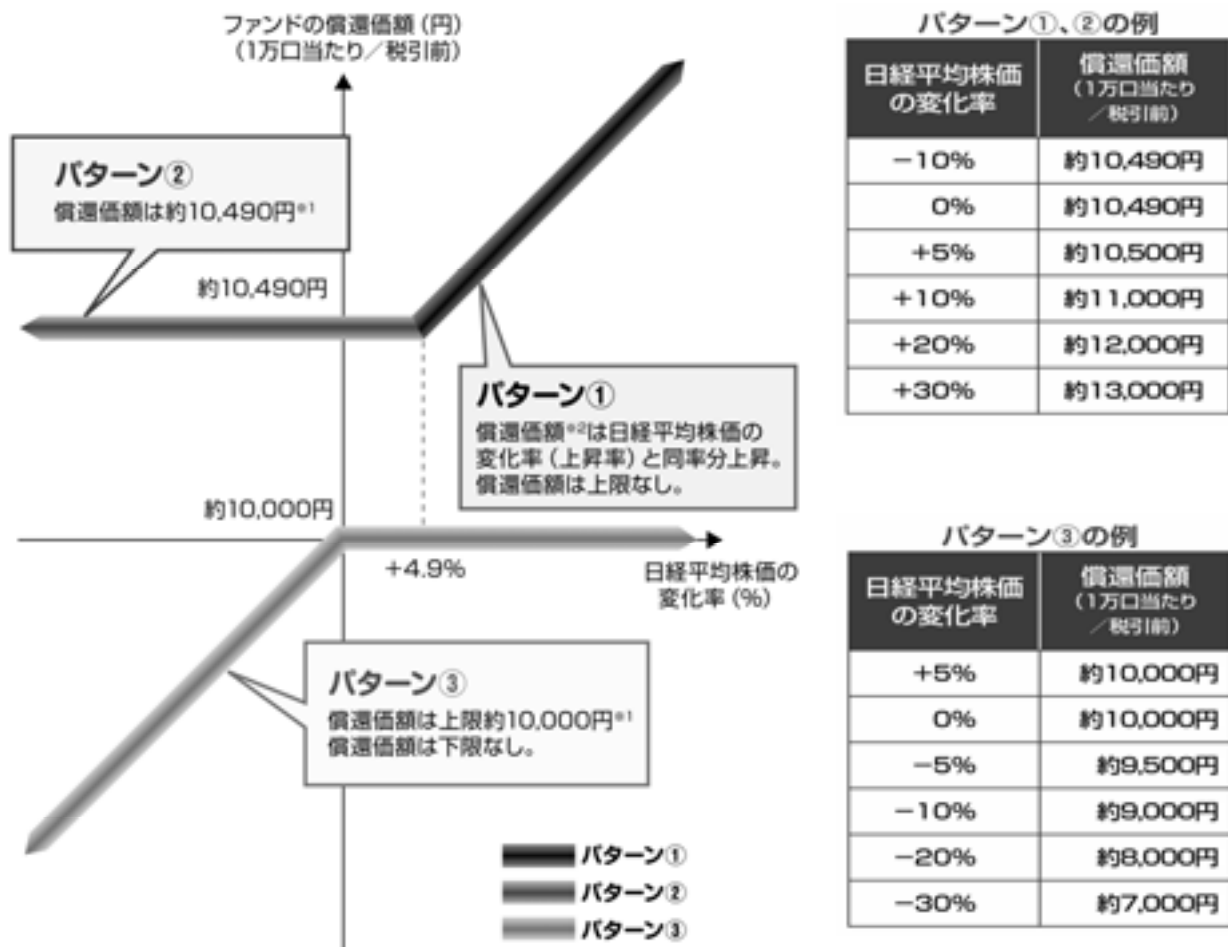 ファンドの償還価額(円)
(1万口当たり/税引前)
パターン②
償還価額は約10,490円※1
約10,490円
パターン①
償還価額※2は日経平均株価の
変化率(上昇率)と同率分上昇。
償還価額は上限なし。
約10,000円
+4.9%
日経平均株価の
変化率(%)
パターン③
償還価額は上限約10,000円※1
償還価額は下限なし。
パターン①
パターン②
パターン③
パターン①、②の例
日経平均株価
の変化率
償還価額
(1万口当たり
/税引前)
-10% 約10,490円
0% 約10,490円
+5% 約10,500円
+10% 約11,000円
+20% 約12,000円
+30% 約13,000円
パターン③の例
日経平均株価
の変化率
償還価額
(1万口当たり
/税引前)
+5% 約10,000円
0% 約10,000円
-5% 約9,500円
-10% 約9,000円
-20% 約8,000円
-30% 約7,000円